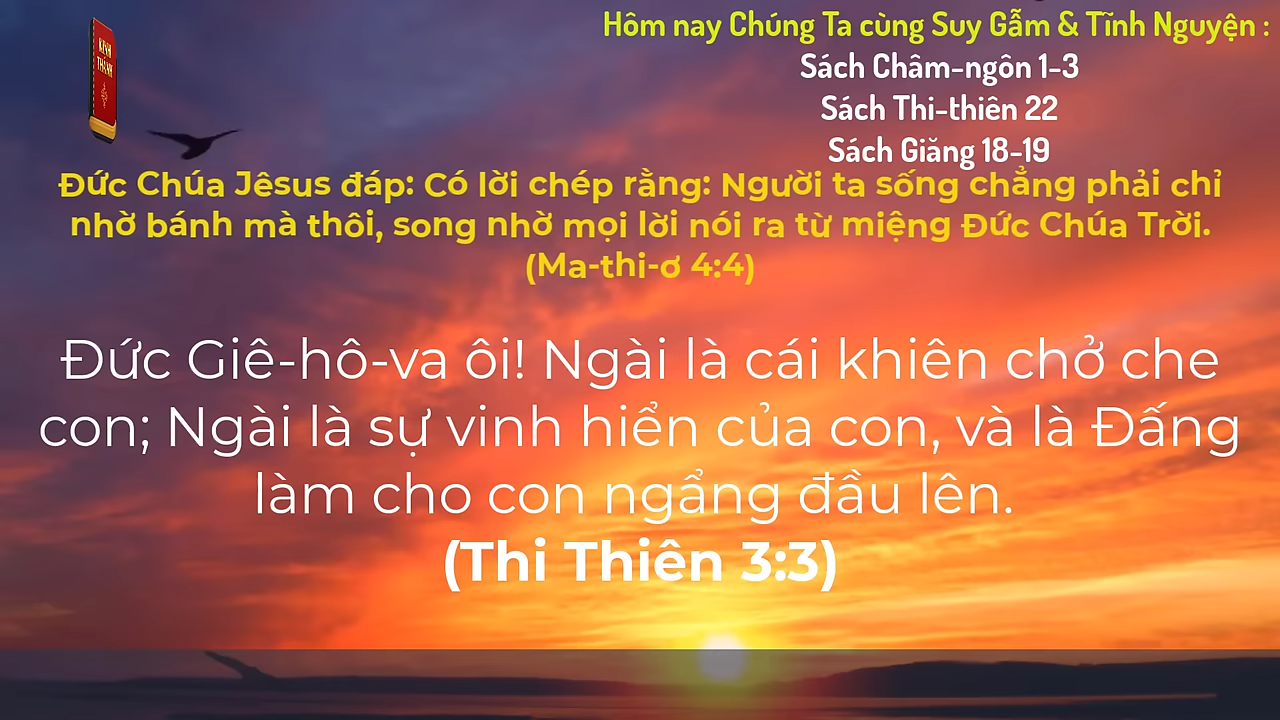 KINH
THÁNH
Hôm nay Chúng Ta cùng Suy Gẫm & Tĩnh Nguyện :
Sách Châm-ngôn 1-3
Sách Thi-thiên 22
Sách Giăng 18-19
Đức Chúa Jêsus đáp: Có lời chép rằng: Người ta sống chẳng phải chỉ
nhờ bánh mà thôi, song nhờ mọi lời nói ra từ miệng Đức Chúa Trời.
(Ma-thi-ơ 4:4)
Đức Giê-hô-va ôi! Ngài là cái khiên chở che
con; Ngài là sự vinh hiển của con, và là Đấng
làm cho con ngẩng đầu lên.
(Thi Thiên 3:3)